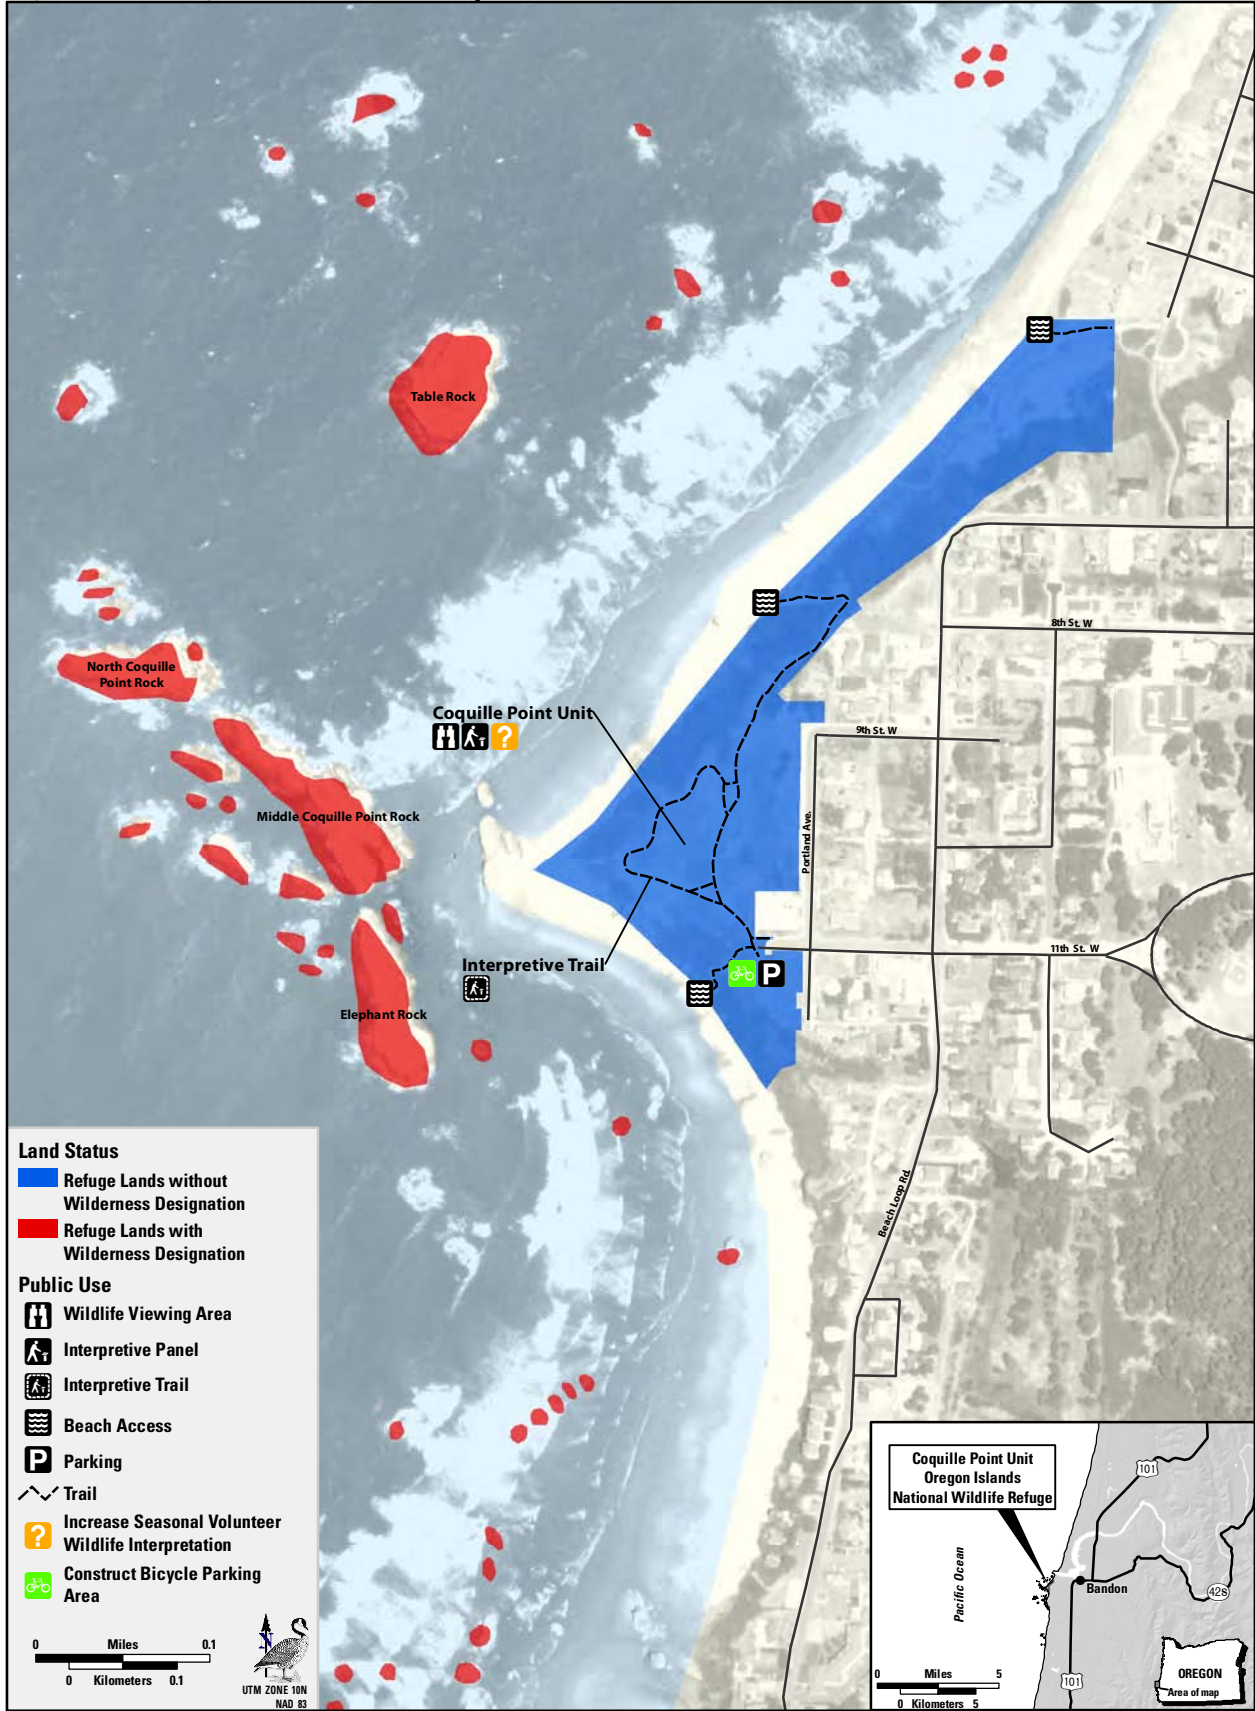 Table Rock
8th St. W
North Coquille
Point Rock
Coquille Point Unit
?
9th St. W
Middle Coquille Point Rock
Portland Ave.
11th St. W
Interpretive Trail
P
Elephant Rock
Beach Loop Rd.
Land Status
Refuge Lands without
Wilderness Designation
Refuge Lands with
Wilderness Designation
Public Use
Wildlife Viewing Area
Interpretive Panel
Interpretive Trail
Beach Access
P Parking
Trail
? Increase Seasonal Volunteer
Wildlife Interpretation
Construct Bicycle Parking
Area
0 Miles 0.1
0 Kilometers 0.1
N
UTM ZONE 10N
NAD 83
Coquille Point Unit
Oregon Islands
National Wildlife Refuge
101
Pacific Ocean
Bandon
42S
101
0 Miles 5
0 Kilometers 5
OREGON
Area of map